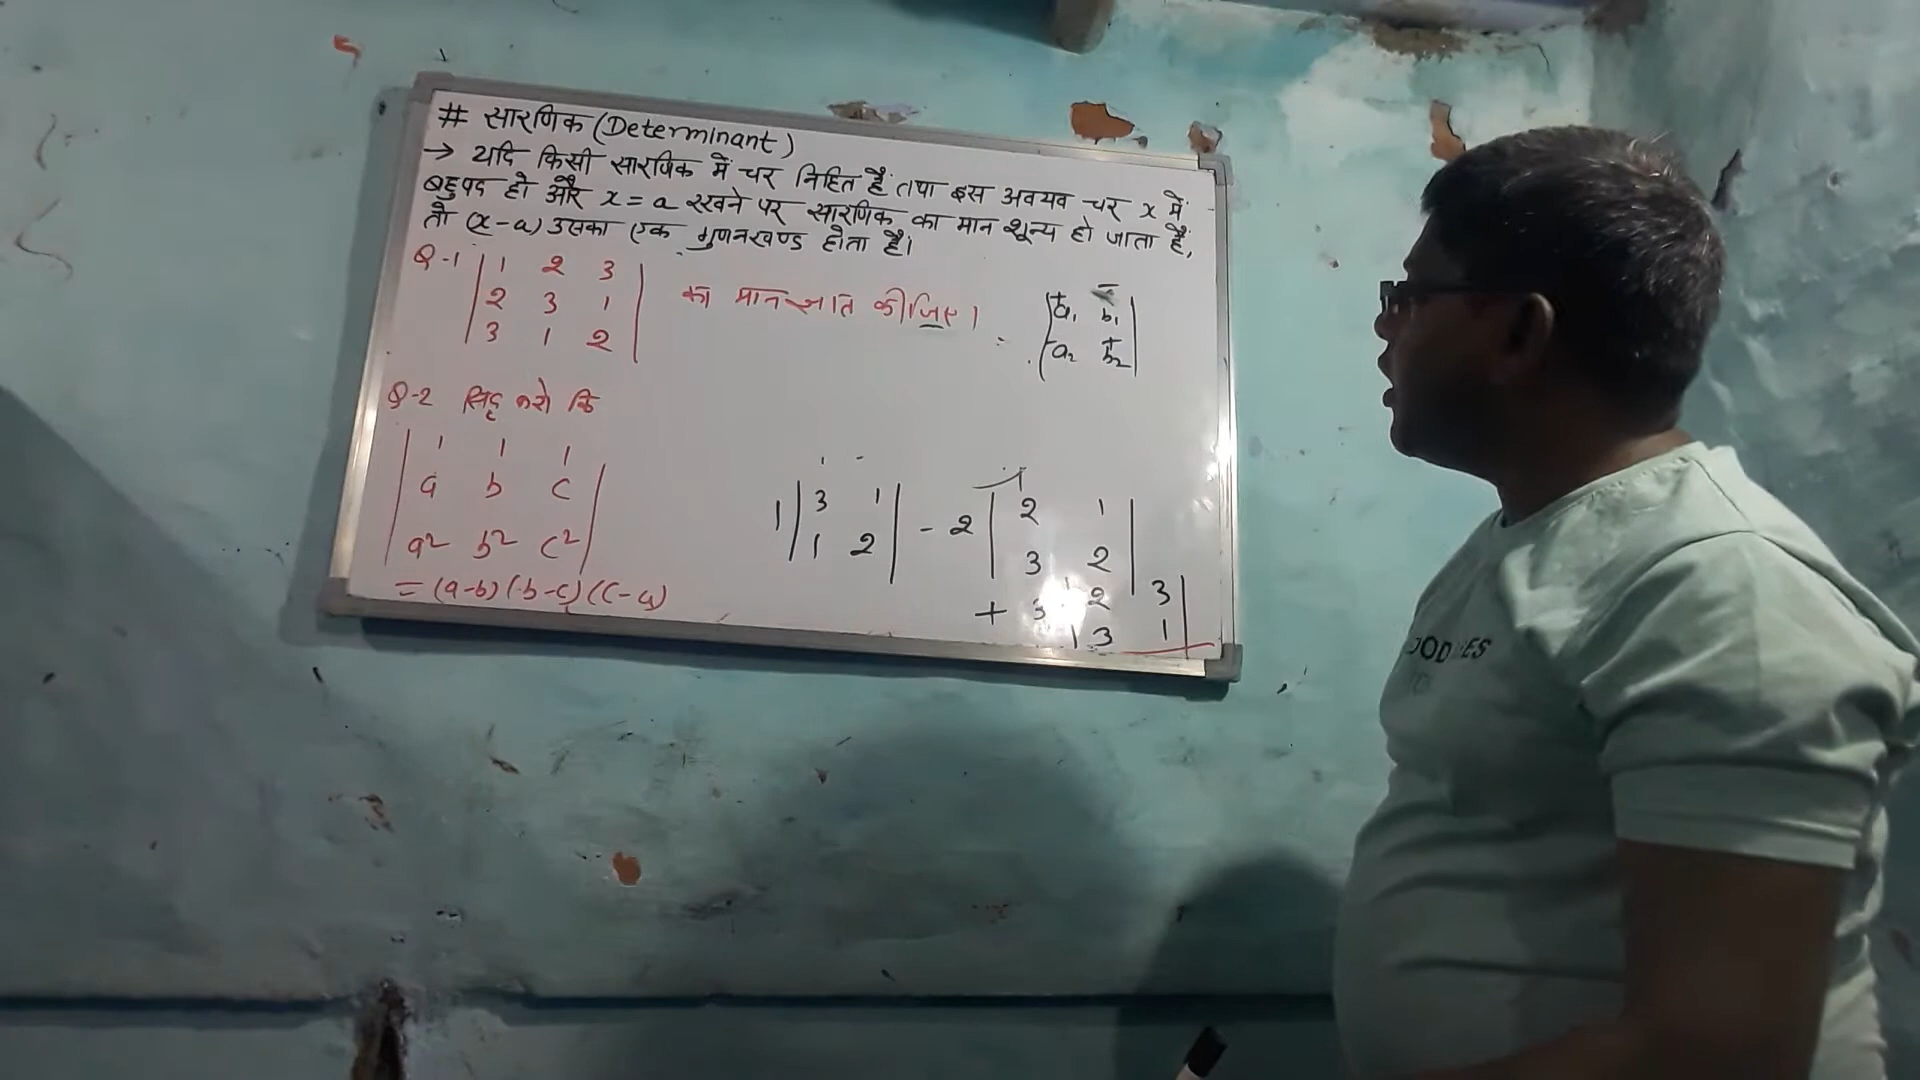 # सारणिक (Determinant)
→ यदि किसी सारणिक में चर निहित हैं तथा इस अवयव चर x में
बहुपद हो और x = a रखने पर सारणिक का मान शून्य हो जाता है,
तो (x-a) उसका एक गुणनखण्ड होता है।
Q-1 | 1 2 3 |
| 2 3 1 | का मान ज्ञात कीजिए।
| 3 1 2 |
| a₁ b₁ |
| a₂ b₂ |
Q-2 सिद्ध करो कि
| 1 1 1 |
| a b c |
| a² b² c² |
= (a-b) (b-c) (c-a)
1 | 3 1 | - 2 | 2 1 |
| 1 2 | | 3 2 |
+ 3 | 2 3 |
| 3 1 |